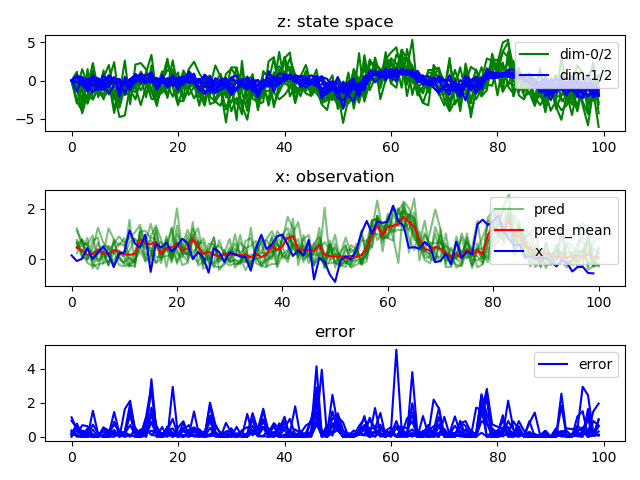 z: state space
5
0
−5
dim-0/2
dim-1/2
0 20 40 60 80 100
x: observation
2
0
pred
pred_mean
x
0 20 40 60 80 100
error
4
2
0
error
0 20 40 60 80 100